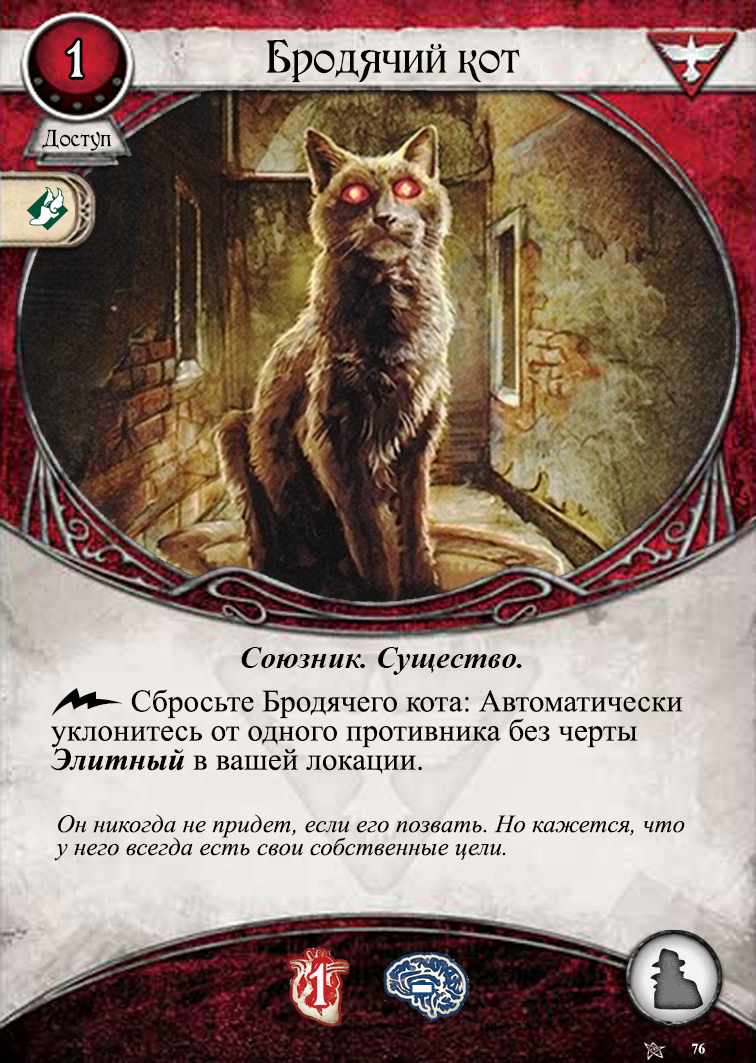 1
Бродячий кот
Доступ
Союзник. Существо.
Сбросьте Бродячего кота: Автоматически
уклонитесь от одного противника без черты
Элитный в вашей локации.
Он никогда не придет, если его позвать. Но кажется, что
у него всегда есть свои собственные цели.
1
–
76